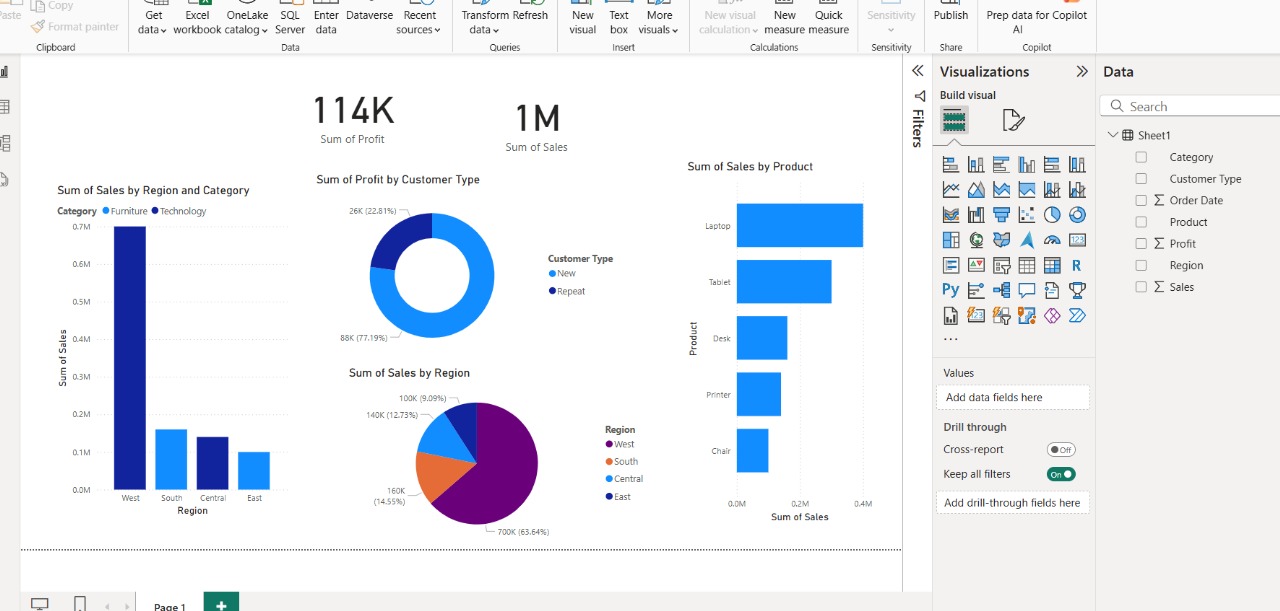 Paste
Copy
Format painter
Clipboard
Get data
Excel workbook
OneLake catalog
SQL Server
Enter data
Dataverse
Recent sources
Data
Transform data
Refresh
Queries
New visual
Text box
More visuals
Insert
New visual calculation
New measure
Quick measure
Calculations
Sensitivity
Sensitivity
Publish
Share
Prep data for Copilot AI
Copilot
114K
Sum of Profit
1M
Sum of Sales
Sum of Sales by Region and Category
Category Furniture Technology
0.7M
0.6M
0.5M
0.4M
0.3M
0.2M
0.1M
0.0M
Sum of Sales
West South Central East
Region
Sum of Profit by Customer Type
26K (22.81%)
88K (77.19%)
Customer Type
New
Repeat
Sum of Sales by Region
100K (9.09%)
140K (12.73%)
160K
(14.55%)
700K (63.64%)
Region
West
South
Central
East
Sum of Sales by Product
Product
Laptop
Tablet
Desk
Printer
Chair
0.0M 0.2M 0.4M
Sum of Sales
Filters
Visualizations
Build visual
123
R
Py
123
...
Values
Add data fields here
Drill through
Cross-report
Off
Keep all filters
On
Add drill-through fields here
Data
Search
Sheet1
Category
Customer Type
Σ Order Date
Product
Σ Profit
Region
Σ Sales
Page 1
+